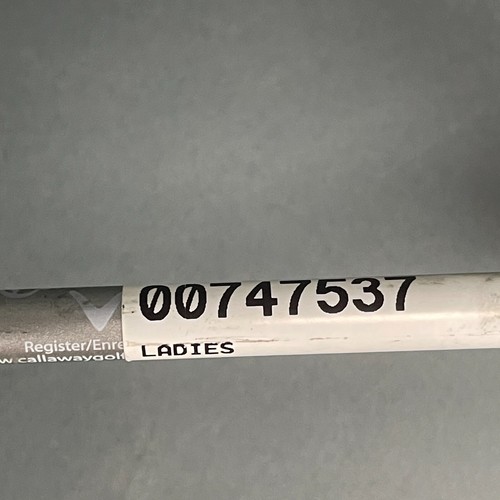 00747537
LADIES
Register/Enre
w.callawaygolf